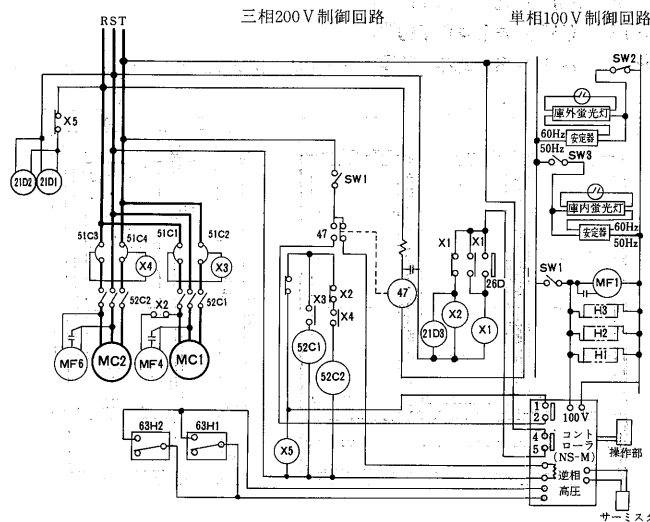 三相200V制御回路
単相100V制御回路
R S T
SW2
庫外蛍光灯
60Hz
安定器
50Hz
SW3
庫内蛍光灯
60Hz
安定器
50Hz
X5
21D2
21D1
SW1
47
47
X1
X1
26D
21D3
X2
X1
SW1
MF1
H3
H2
H1
51C3
51C4
X4
51C1
51C2
X3
52C2
X2
52C1
MF6
MC2
MF4
MC1
X3
X2
X4
52C1
52C2
X5
63H2
63H1
1
2
100V
4
5
コント
ローラ
(NS-M)
逆相
高圧
操作部
サーミスタ